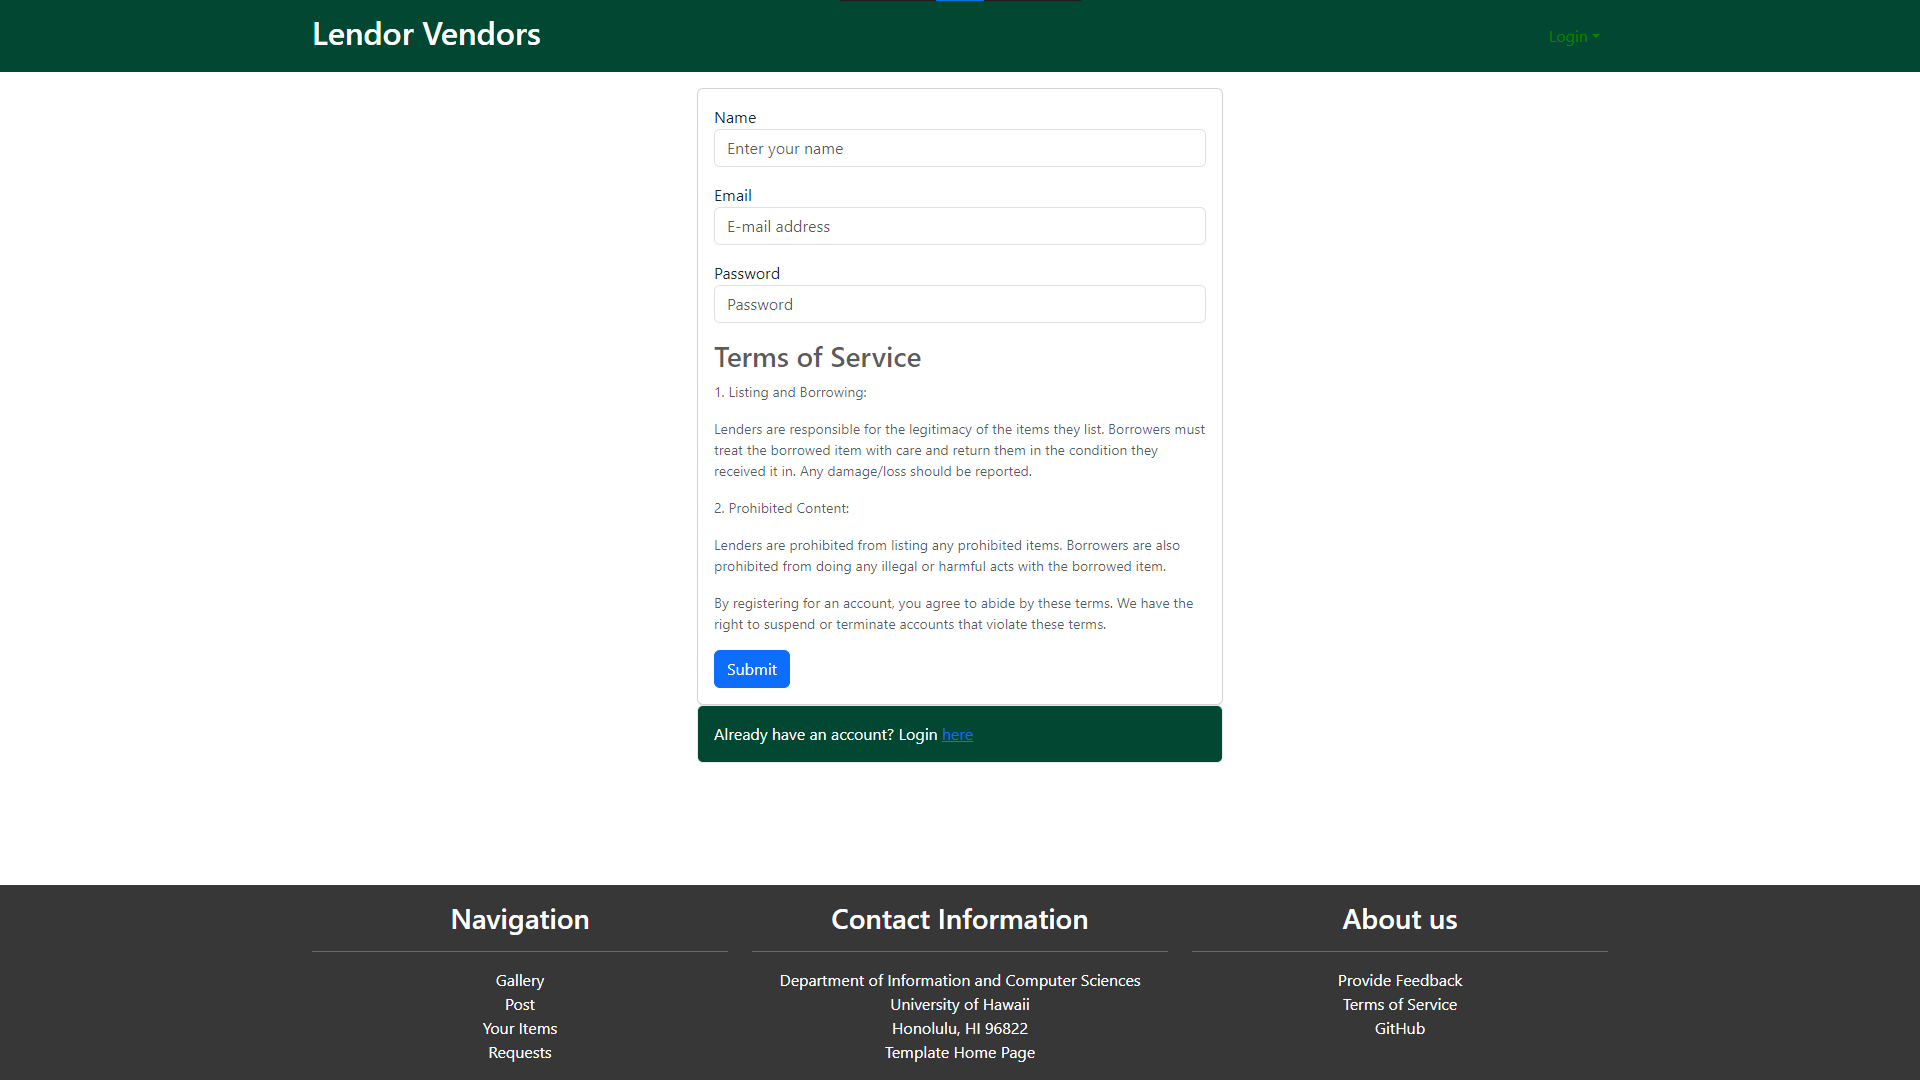 Lendor Vendors
Login
Name
Enter your name
Email
E-mail address
Password
Password
Terms of Service
1. Listing and Borrowing:
Lenders are responsible for the legitimacy of the items they list. Borrowers must
treat the borrowed item with care and return them in the condition they
received it in. Any damage/loss should be reported.
2. Prohibited Content:
Lenders are prohibited from listing any prohibited items. Borrowers are also
prohibited from doing any illegal or harmful acts with the borrowed item.
By registering for an account, you agree to abide by these terms. We have the
right to suspend or terminate accounts that violate these terms.
Submit
Already have an account? Login here
Navigation
Gallery
Post
Your Items
Requests
Contact Information
Department of Information and Computer Sciences
University of Hawaii
Honolulu, HI 96822
Template Home Page
About us
Provide Feedback
Terms of Service
GitHub